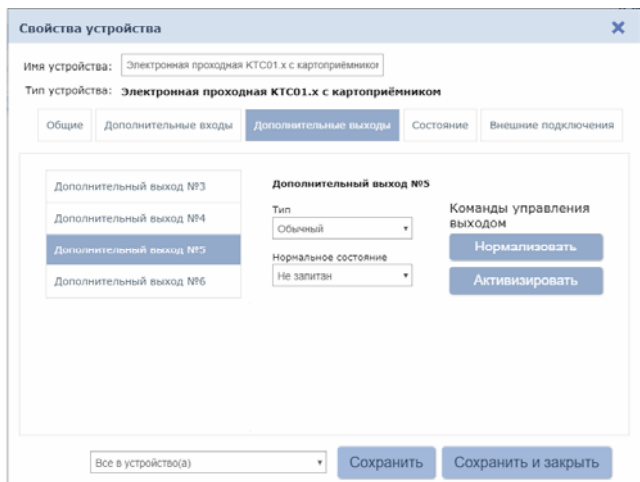 Свойства устройства
Имя устройства: Электронная проходная КТС01.х с картоприёмником
Тип устройства: Электронная проходная КТС01.х с картоприёмником
Общие Дополнительные входы Дополнительные выходы Состояние Внешние подключения
Дополнительный выход №3
Дополнительный выход №4
Дополнительный выход №5
Дополнительный выход №6
Дополнительный выход №5
Тип
Обычный
Нормальное состояние
Не запитан
Команды управления
выходом
Нормализовать
Активизировать
Все в устройство(а) Сохранить Сохранить и закрыть